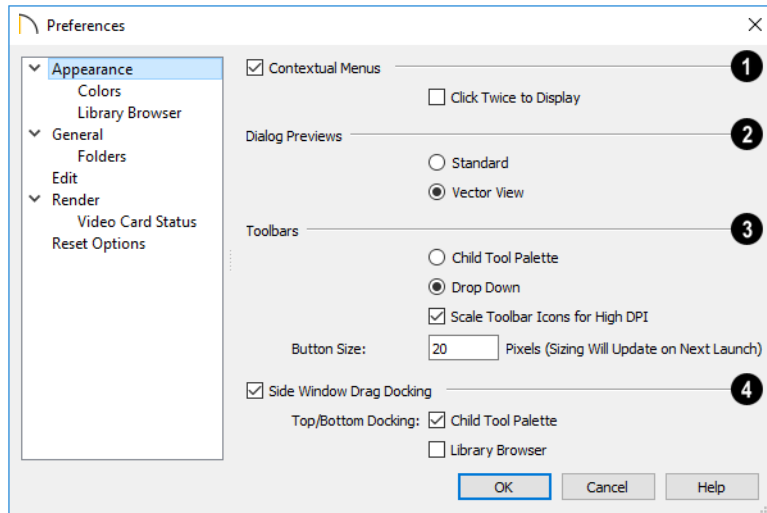 Preferences
Appearance
Colors
Library Browser
General
Folders
Edit
Render
Video Card Status
Reset Options
Contextual Menus 1
Click Twice to Display
Dialog Previews 2
Standard
Vector View
Toolbars 3
Child Tool Palette
Drop Down
Scale Toolbar Icons for High DPI
Button Size: 20 Pixels (Sizing Will Update on Next Launch)
Side Window Drag Docking 4
Top/Bottom Docking: Child Tool Palette
Library Browser
OK Cancel Help